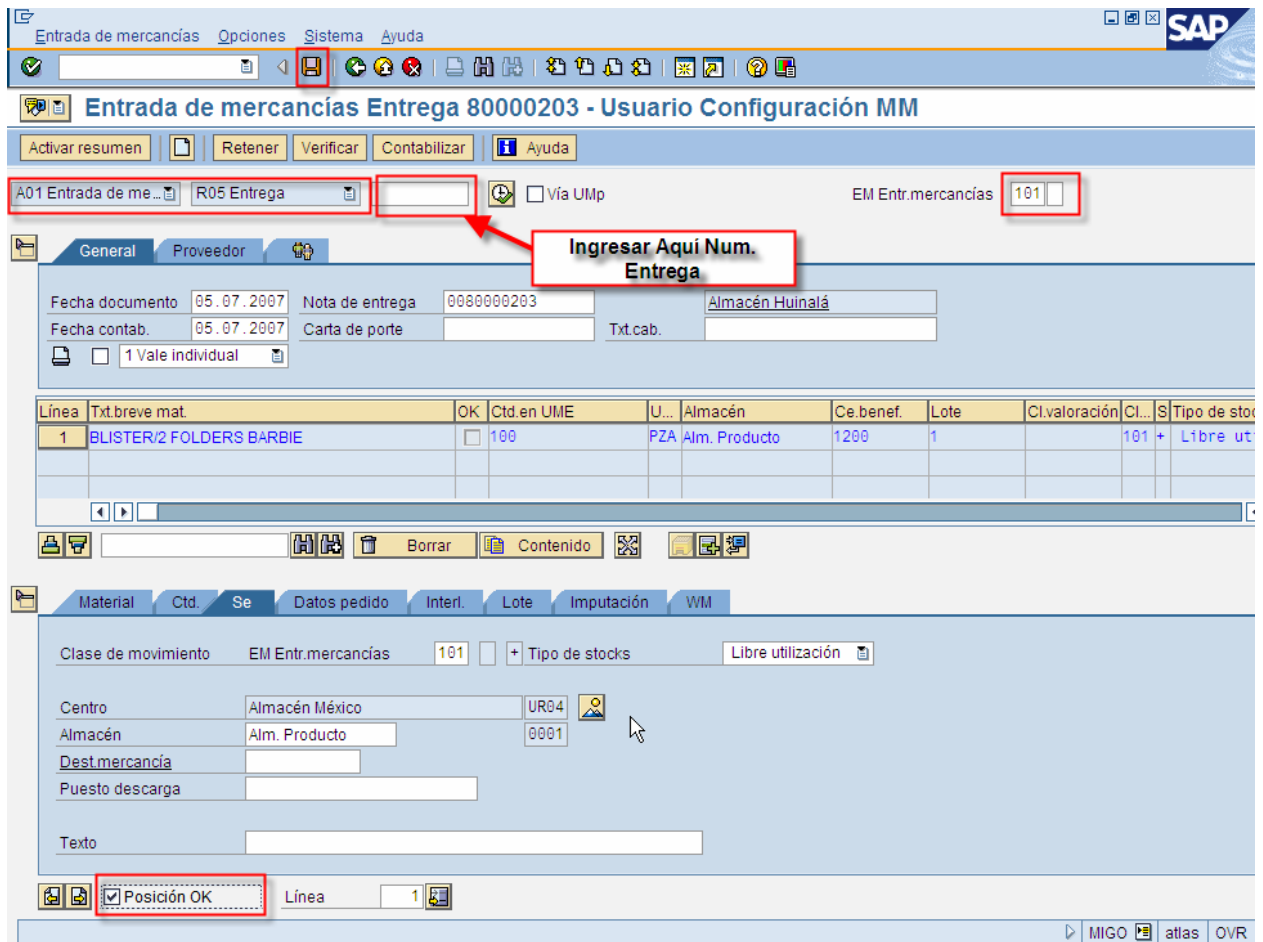 Entrada de mercancías Opciones Sistema Ayuda
SAP
Entrada de mercancías Entrega 80000203 - Usuario Configuración MM
Activar resumen Retener Verificar Contabilizar Ayuda
A01 Entrada de me... R05 Entrega Vía UMp EM Entr.mercancías 101
Ingresar Aquí Num.
Entrega
General Proveedor
Fecha documento 05.07.2007 Nota de entrega 0080000203 Almacén Huinalá
Fecha contab. 05.07.2007 Carta de porte Txt.cab.
1 Vale individual
Línea Txt.breve mat. OK Ctd.en UME U... Almacén Ce.benef. Lote Cl.valoración Cl... S Tipo de stoc
1 BLISTER/2 FOLDERS BARBIE 100 PZA Alm. Producto 1200 1 101 + Libre ut
Borrar Contenido
Material Ctd. Se Datos pedido Interl. Lote Imputación WM
Clase de movimiento EM Entr.mercancías 101 + Tipo de stocks Libre utilización
Centro Almacén México UR04
Almacén Alm. Producto 0001
Dest.mercancía
Puesto descarga
Texto
Posición OK Línea 1
MIGO atlas OVR